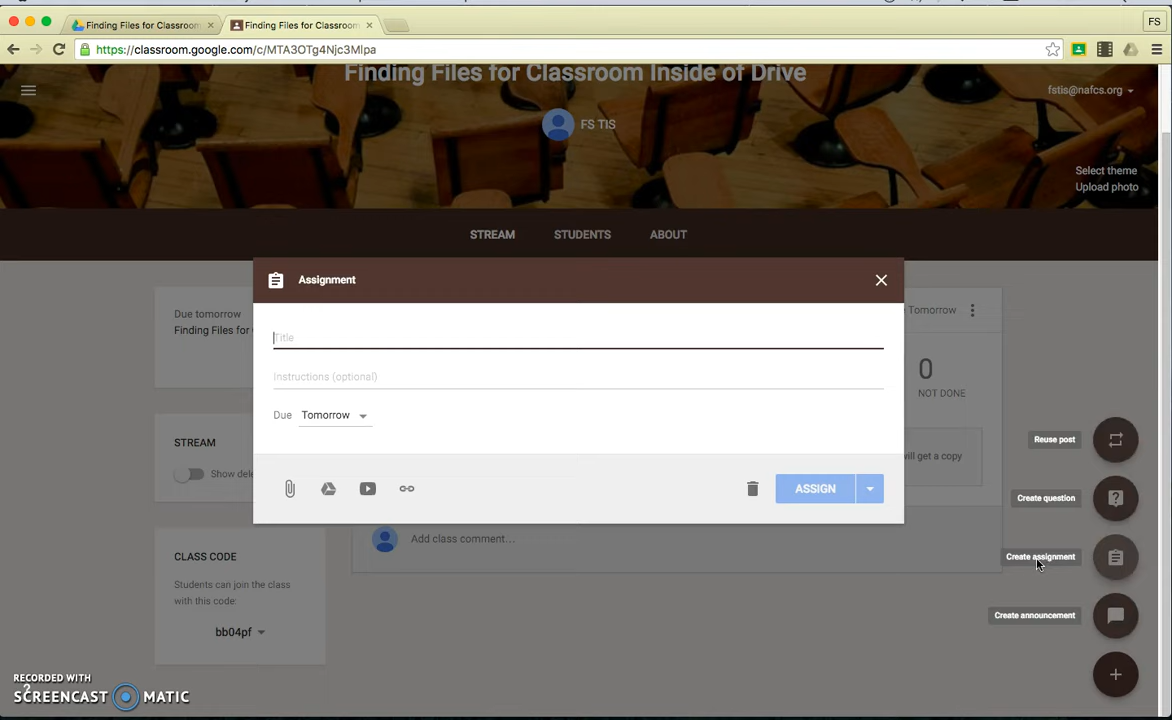 Finding Files for Classroom
Finding Files for Classroom
FS
https://classroom.google.com/c/MTA3OTg4Njc3Mlpa
Finding Files for Classroom Inside of Drive
fstis@nafcs.org
FS TIS
Select theme
Upload photo
STREAM STUDENTS ABOUT
Assignment
Due tomorrow
Finding Files for
Tomorrow
Title
Instructions (optional)
0
NOT DONE
Due Tomorrow
STREAM
Show dele
Reuse post
will get a copy
ASSIGN
Create question
Add class comment...
CLASS CODE
Create assignment
Students can join the class
with this code:
Create announcement
bb04pf
RECORDED WITH
SCREENCAST MATIC